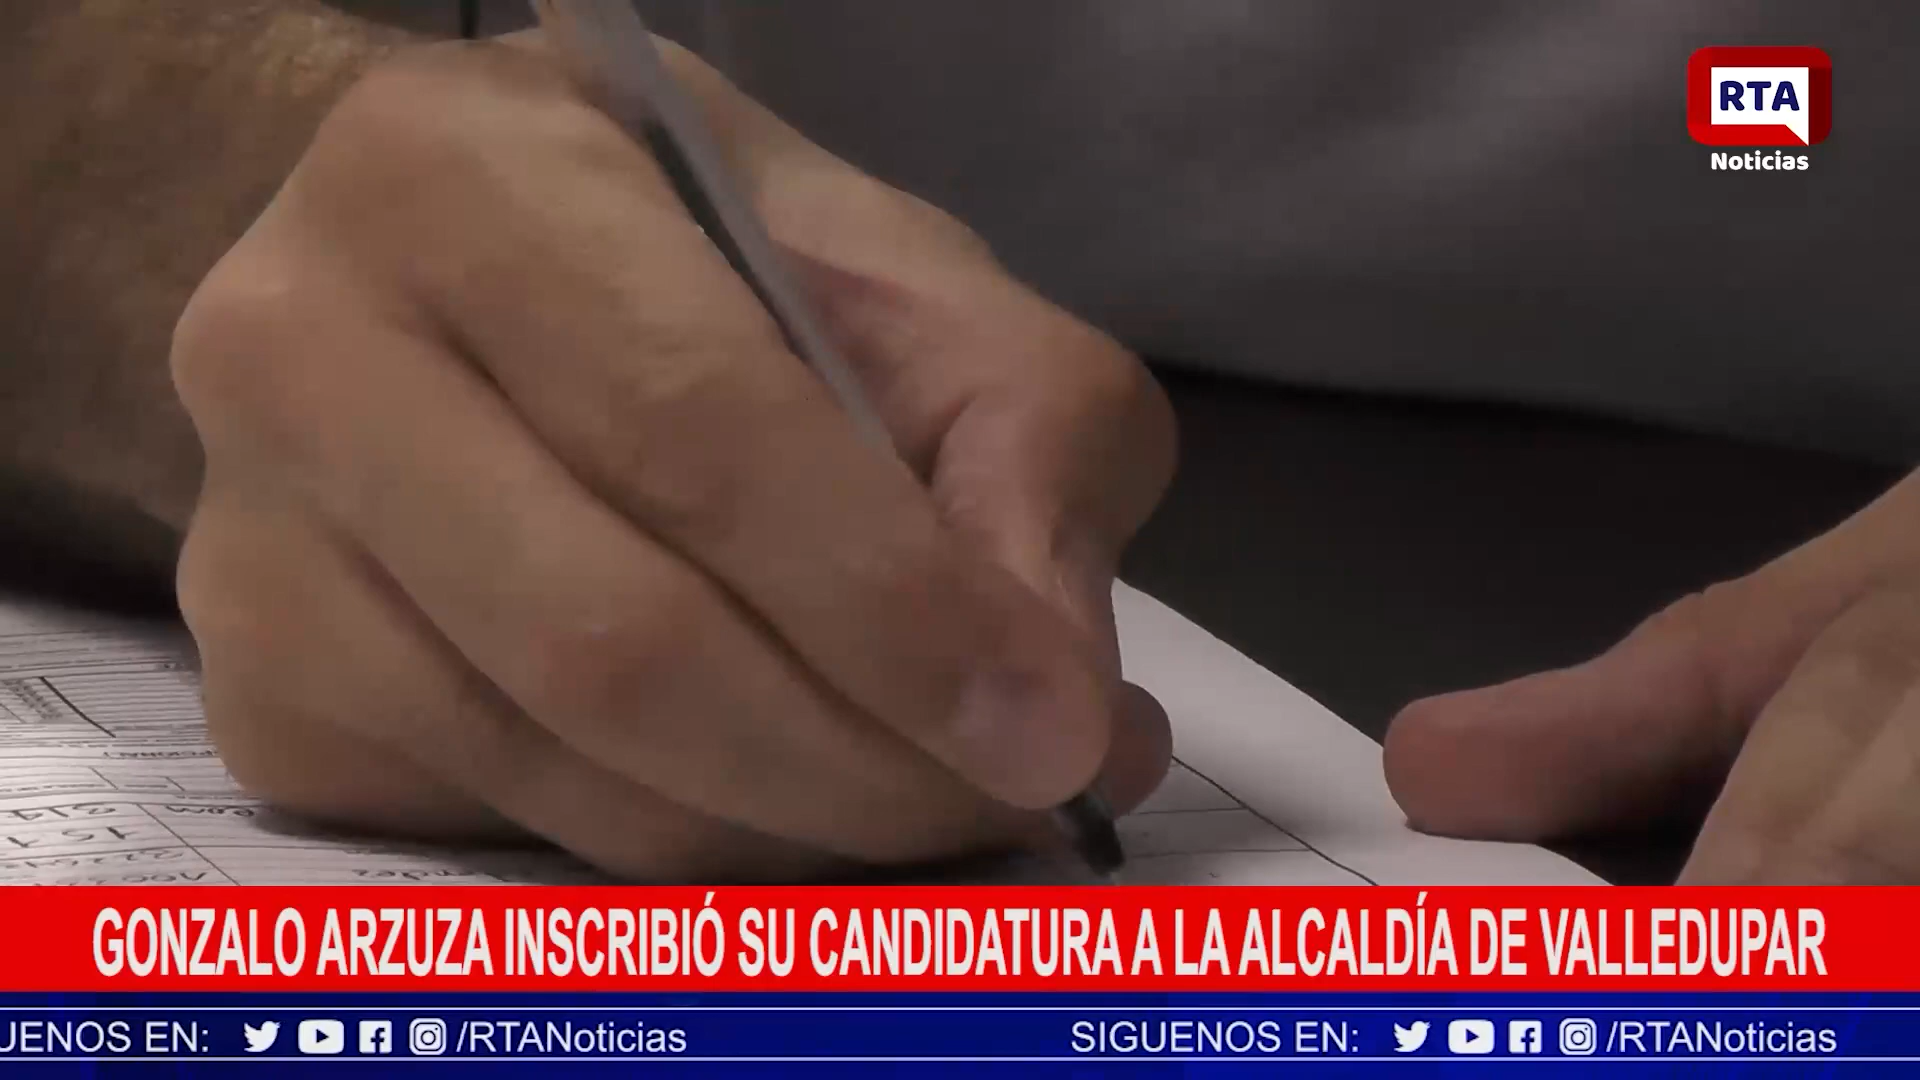 RTA
Noticias
GONZALO ARZUZA INSCRIBIÓ SU CANDIDATURA A LA ALCALDÍA DE VALLEDUPAR
UENOS EN: /RTANoticias SIGUENOS EN: /RTANoticias